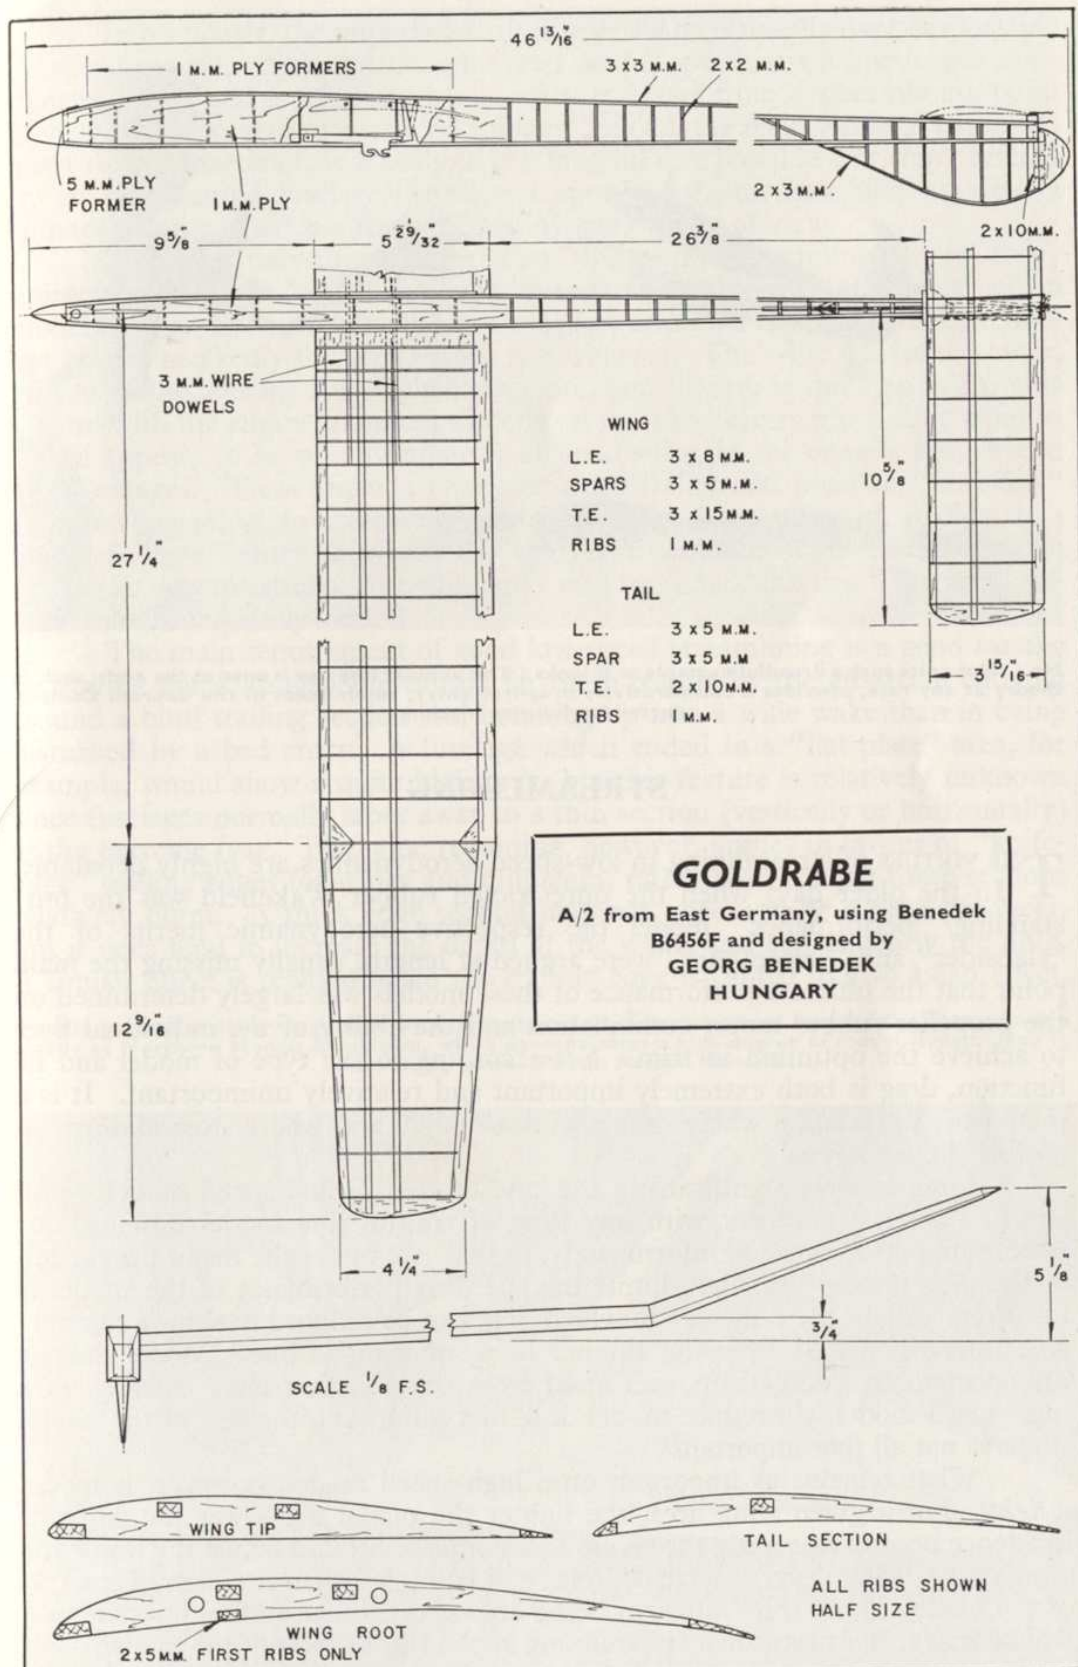 46 13/16"
1 M.M. PLY FORMERS
3 x 3 M.M.
2 x 2 M.M.
5 M.M. PLY
FORMER
1 M.M. PLY
2 x 3 M.M.
2 x 10 M.M.
9 5/8"
5 29/32"
26 3/8"
3 M.M. WIRE
DOWELS
WING
L.E. 3 x 8 M.M.
SPARS 3 x 5 M.M.
T.E. 3 x 15 M.M.
RIBS 1 M.M.
10 5/8"
27 1/4"
TAIL
L.E. 3 x 5 M.M.
SPAR 3 x 5 M.M
T.E. 2 x 10 M.M.
RIBS 1 M.M.
3 15/16"
GOLDRABE
A/2 from East Germany, using Benedek
B6456F and designed by
GEORG BENEDEK
HUNGARY
12 9/16"
4 1/4"
5 1/8"
3/4"
SCALE 1/8 F.S.
WING TIP
TAIL SECTION
ALL RIBS SHOWN
HALF SIZE
WING ROOT
2 x 5 M.M. FIRST RIBS ONLY